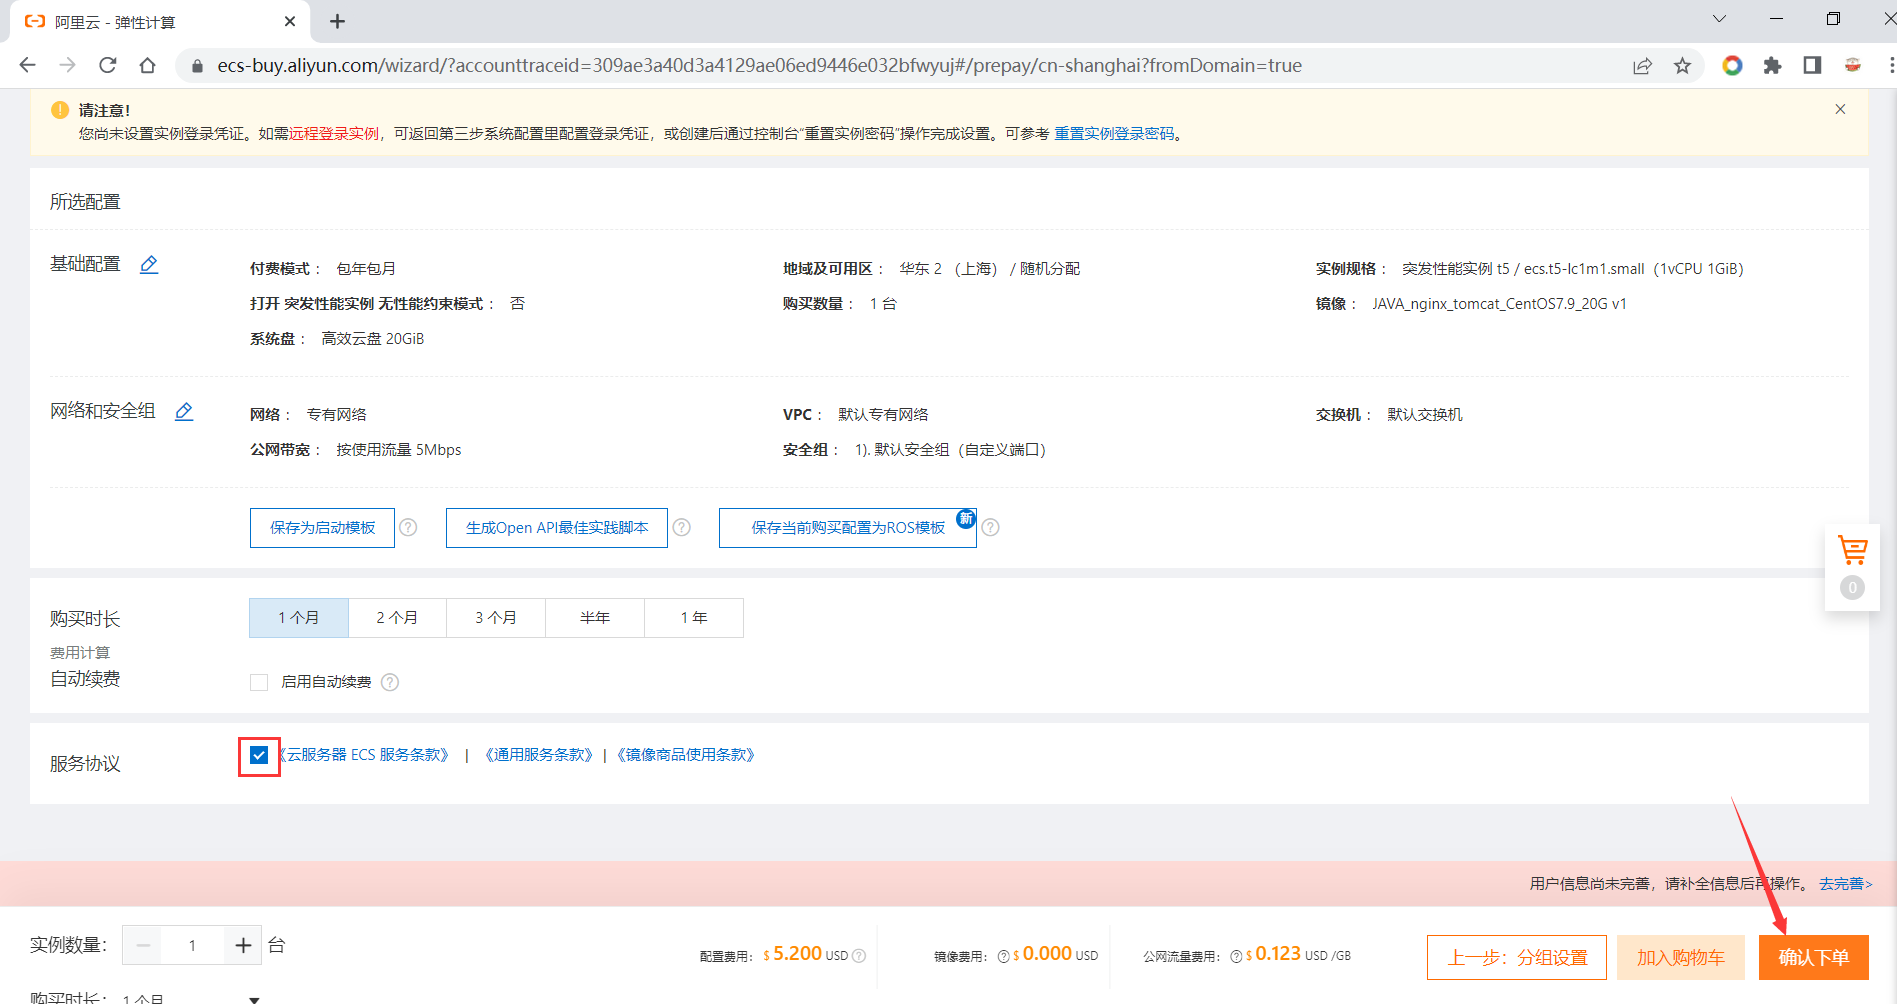 阿里云 - 弹性计算
ecs-buy.aliyun.com/wizard/?accounttraceid=309ae3a40d3a4129ae06ed9446e032bfwyuj#/prepay/cn-shanghai?fromDomain=true
请注意！
您尚未设置实例登录凭证。如需远程登录实例，可返回第三步系统配置里配置登录凭证，或创建后通过控制台“重置实例密码”操作完成设置。可参考 重置实例登录密码。
所选配置
基础配置
付费模式： 包年包月
地域及可用区： 华东 2 （上海） / 随机分配
实例规格： 突发性能实例 t5 / ecs.t5-lc1m1.small（1vCPU 1GiB）
打开 突发性能实例 无性能约束模式： 否
购买数量： 1 台
镜像： JAVA_nginx_tomcat_CentOS7.9_20G v1
系统盘： 高效云盘 20GiB
网络和安全组
网络： 专有网络
VPC： 默认专有网络
交换机： 默认交换机
公网带宽： 按使用流量 5Mbps
安全组： 1). 默认安全组（自定义端口）
保存为启动模板 ?
生成Open API最佳实践脚本 ?
保存当前购买配置为ROS模板 新 ?
0
购买时长
1 个月 2 个月 3 个月 半年 1 年
费用计算
自动续费
启用自动续费 ?
服务协议
《云服务器 ECS 服务条款》 | 《通用服务条款》 | 《镜像商品使用条款》
用户信息尚未完善，请补全信息后再操作。 去完善>
实例数量： 1 台
配置费用： $ 5.200 USD ?
镜像费用： ? $ 0.000 USD
公网流量费用： ? $ 0.123 USD /GB
上一步：分组设置
加入购物车
确认下单
购买时长： 1 个月